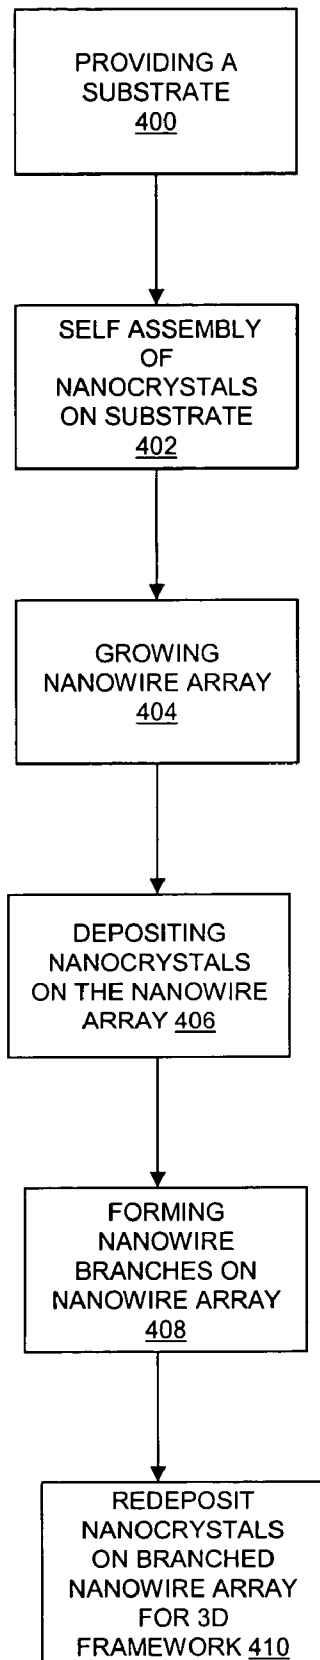 PROVIDING A
SUBSTRATE
400
SELF ASSEMBLY
OF
NANOCRYSTALS
ON SUBSTRATE
402
GROWING
NANOWIRE ARRAY
404
DEPOSITING
NANOCRYSTALS
ON THE NANOWIRE
ARRAY 406
FORMING
NANOWIRE
BRANCHES ON
NANOWIRE ARRAY
408
REDEPOSIT
NANOCRYSTALS
ON BRANCHED
NANOWIRE ARRAY
FOR 3D
FRAMEWORK 410